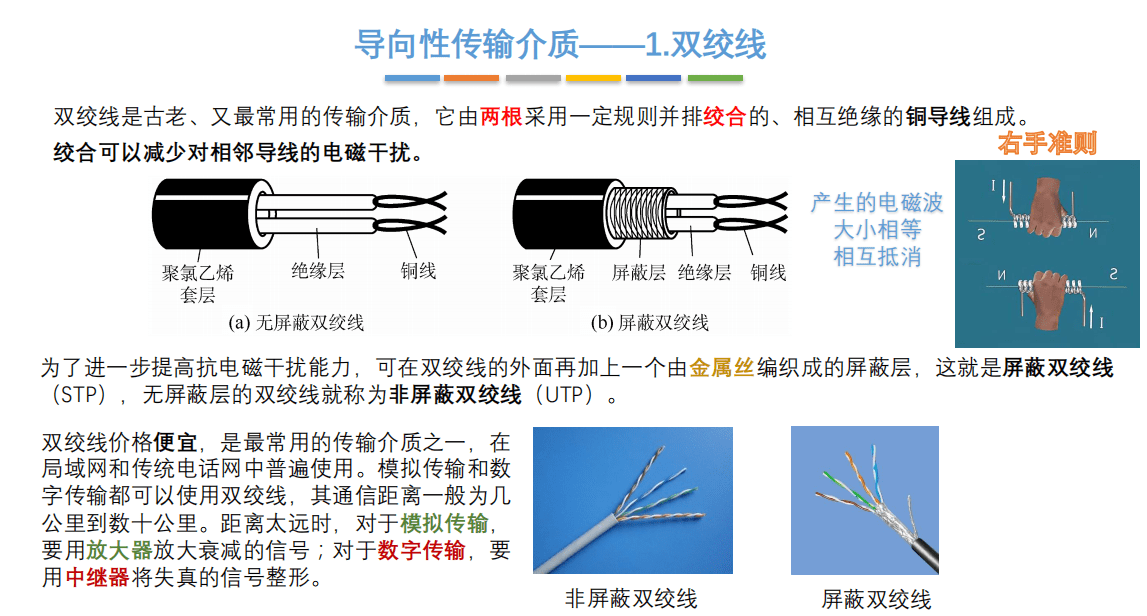 导向性传输介质——1.双绞线
双绞线是古老、又最常用的传输介质，它由两根采用一定规则并排绞合的、相互绝缘的铜导线组成。
绞合可以减少对相邻导线的电磁干扰。
右手准则
聚氯乙烯
套层
绝缘层
铜线
(a) 无屏蔽双绞线
聚氯乙烯
套层
屏蔽层
绝缘层
铜线
(b) 屏蔽双绞线
产生的电磁波
大小相等
相互抵消
I
S
N
N
S
I
为了进一步提高抗电磁干扰能力，可在双绞线的外面再加上一个由金属丝编织成的屏蔽层，这就是屏蔽双绞线
（STP），无屏蔽层的双绞线就称为非屏蔽双绞线（UTP）。
双绞线价格便宜，是最常用的传输介质之一，在
局域网和传统电话网中普遍使用。模拟传输和数
字传输都可以使用双绞线，其通信距离一般为几
公里到数十公里。距离太远时，对于模拟传输，
要用放大器放大衰减的信号；对于数字传输，要
用中继器将失真的信号整形。
非屏蔽双绞线
屏蔽双绞线